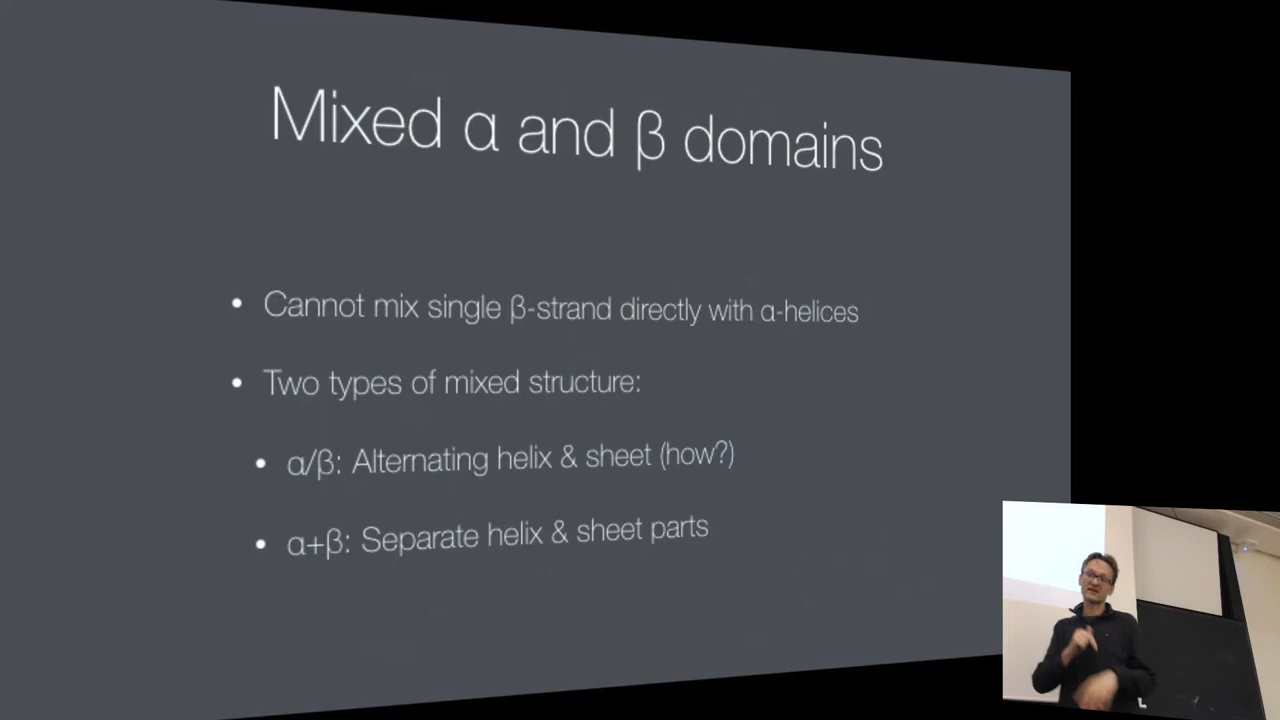 Mixed α and β domains
• Cannot mix single β-strand directly with α-helices
• Two types of mixed structure:
• α/β: Alternating helix & sheet (how?)
• α+β: Separate helix & sheet parts